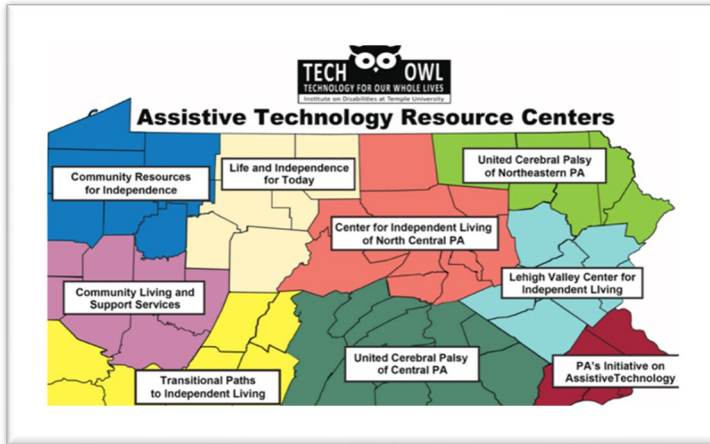 TECH OWL
TECHNOLOGY FOR OUR WHOLE LIVES
Institute on Disabilities at Temple University
Assistive Technology Resource Centers
Community Resources
for Independence
Life and Independence
for Today
United Cerebral Palsy
of Northeastern PA
Center for Independent Living
of North Central PA
Lehigh Valley Center for
Independent LIving
Community Living and
Support Services
United Cerebral Palsy
of Central PA
PA's Initiative on
AssistiveTechnology
Transitional Paths
to Independent Living